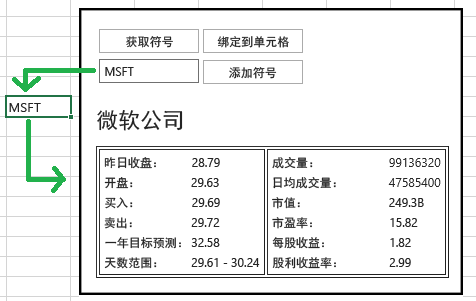 获取符号 绑定到单元格
MSFT 添加符号
MSFT
微软公司
昨日收盘： 28.79 成交量： 99136320
开盘： 29.63 日均成交量： 47585400
买入： 29.69 市值： 249.3B
卖出： 29.72 市盈率： 15.82
一年目标预测： 32.58 每股收益： 1.82
天数范围： 29.61 - 30.24 股利收益率： 2.99